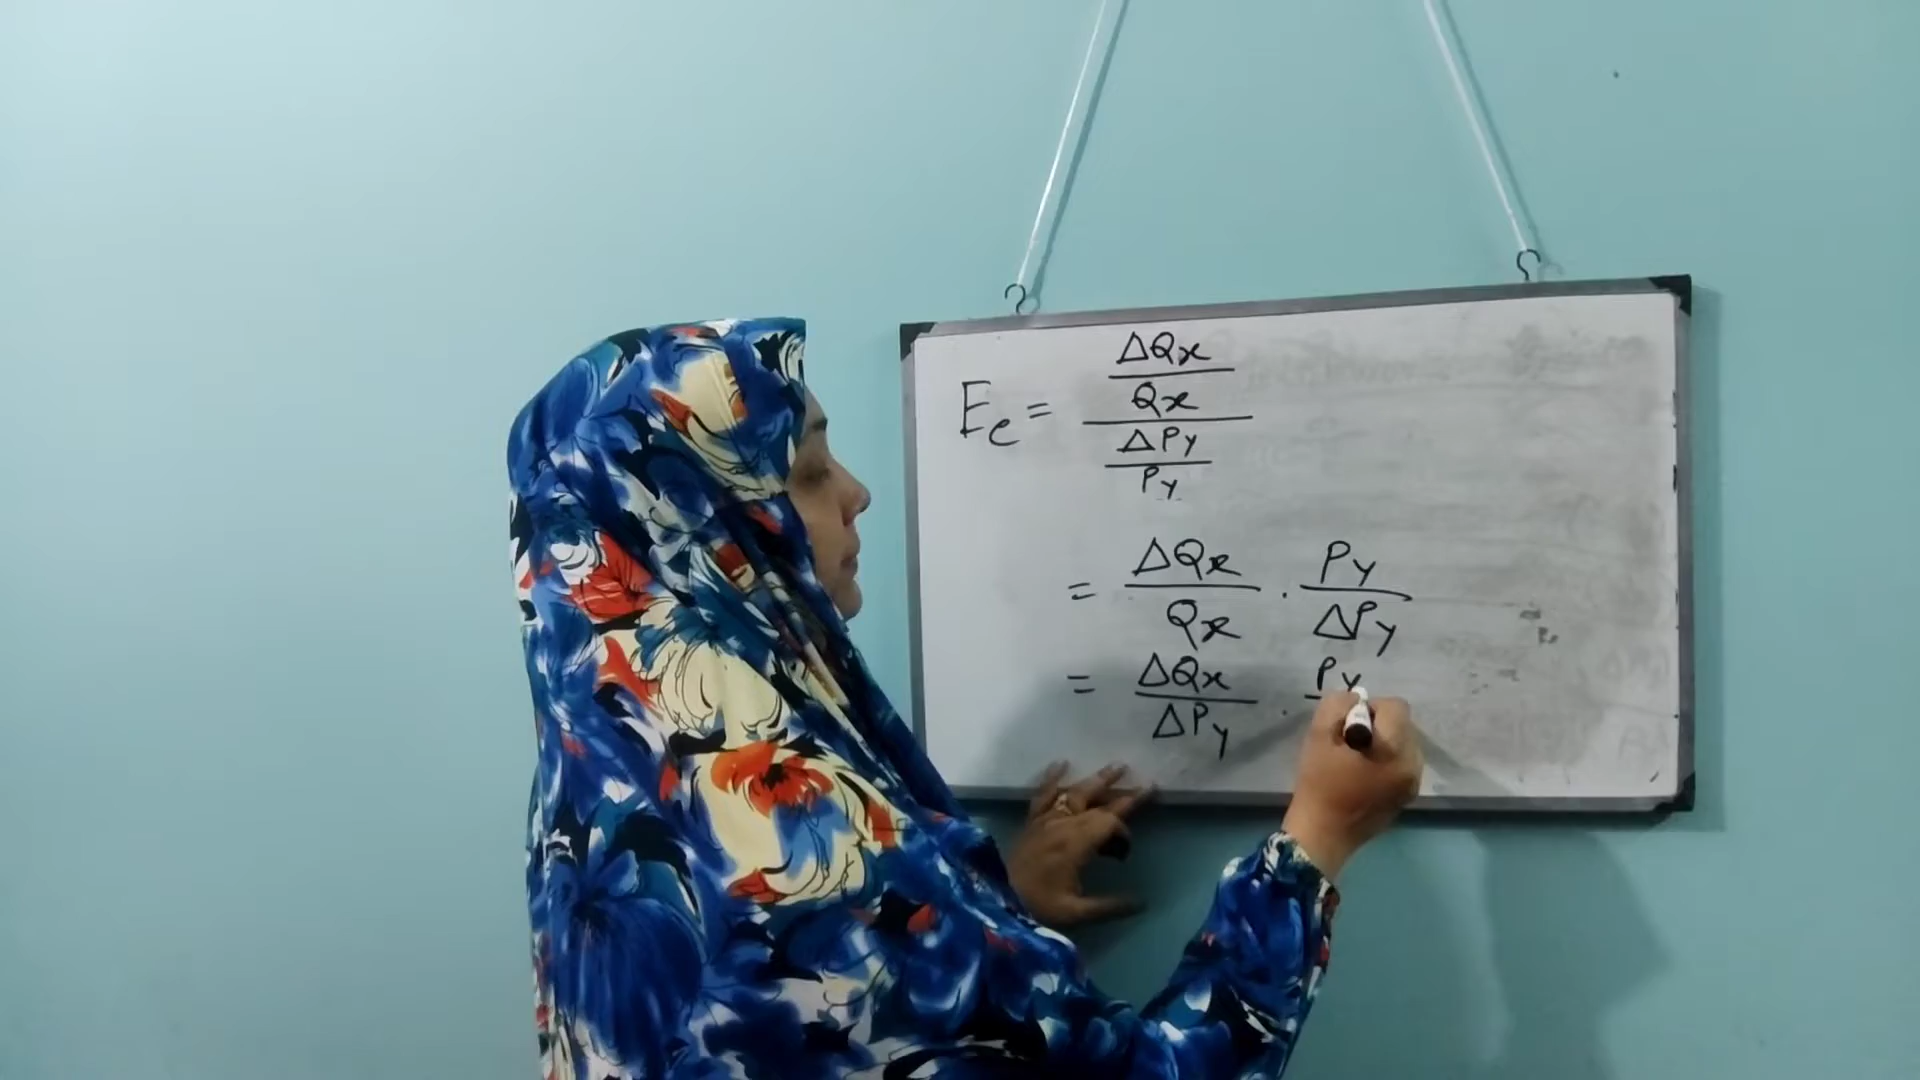 Ec = ΔQx / Qx / ΔPy / Py
= ΔQx / Qx . Py / ΔPy
= ΔQx / ΔPy . Py